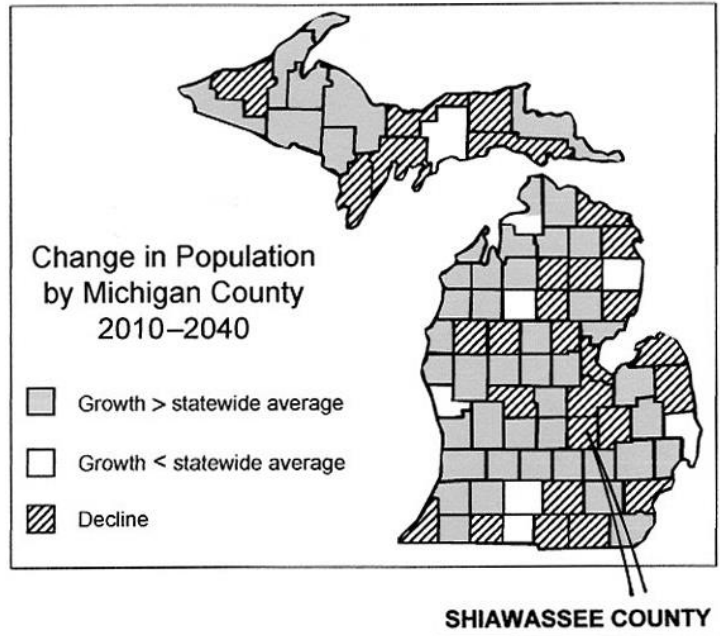 Change in Population
by Michigan County
2010–2040
Growth > statewide average
Growth < statewide average
Decline
SHIAWASSEE COUNTY